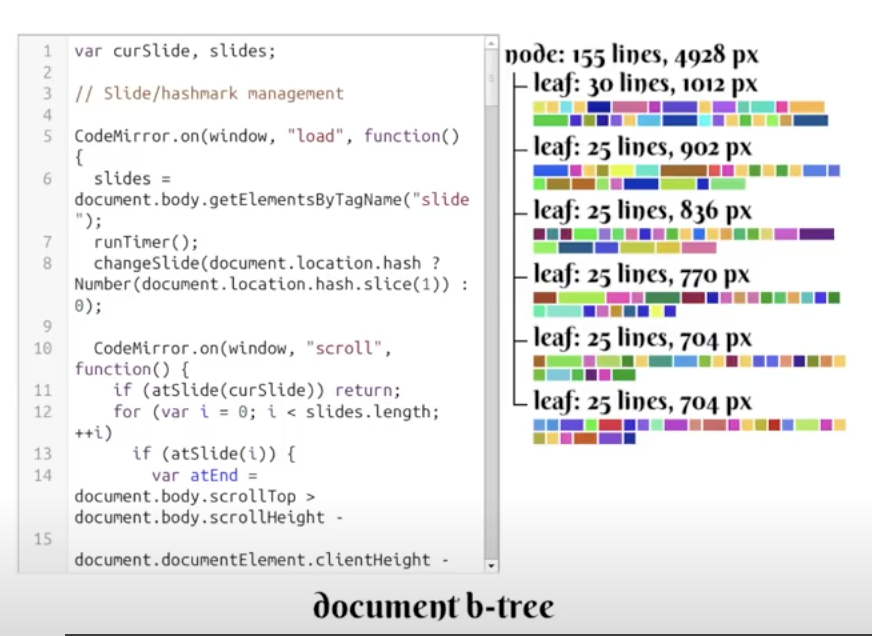 1 var curSlide, slides;
2
3 // Slide/hashmark management
4
5 CodeMirror.on(window, "load", function()
{
6 slides =
document.body.getElementsByTagName("slide
");
7 runTimer();
8 changeSlide(document.location.hash ?
Number(document.location.hash.slice(1)) :
0);
9
10 CodeMirror.on(window, "scroll",
function() {
11 if (atSlide(curSlide)) return;
12 for (var i = 0; i < slides.length;
++i)
13 if (atSlide(i)) {
14 var atEnd =
document.body.scrollTop >
document.body.scrollHeight -
15
document.documentElement.clientHeight -
node: 155 lines, 4928 px
leaf: 30 lines, 1012 px
leaf: 25 lines, 902 px
leaf: 25 lines, 836 px
leaf: 25 lines, 770 px
leaf: 25 lines, 704 px
leaf: 25 lines, 704 px
document b-tree